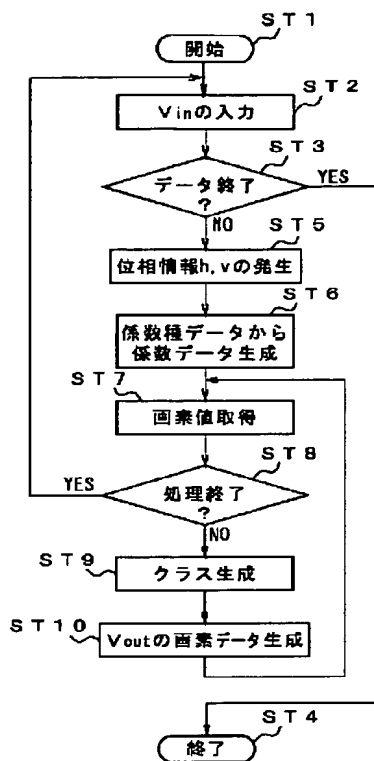 ST1
開始
ST2
Vinの入力
ST3
データ終了
?
YES
NO
ST5
位相情報h,vの発生
ST6
係数種データから
係数データ生成
ST7
画素値取得
ST8
YES
処理終了
?
NO
ST9
クラス生成
ST10
Voutの画素データ生成
ST4
終了